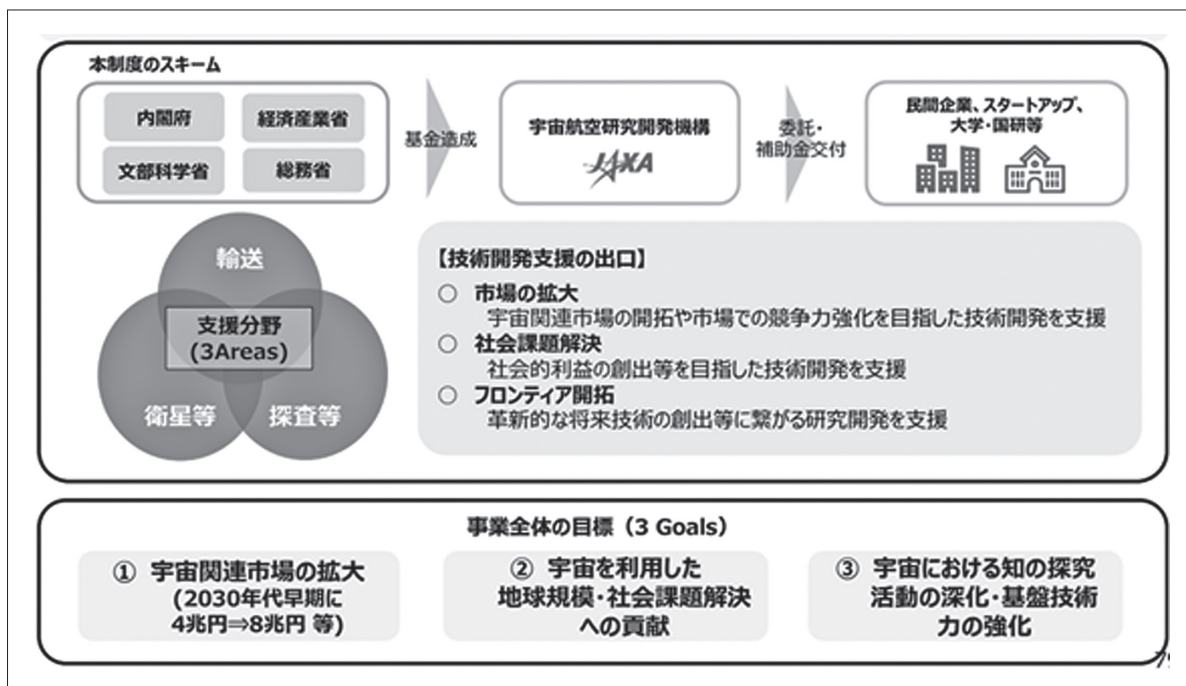 本制度のスキーム
内閣府
経済産業省
文部科学省
総務省
基金造成
宇宙航空研究開発機構
JAXA
委託・
補助金交付
民間企業、スタートアップ、
大学・国研等
輸送
支援分野
(3Areas)
衛星等
探査等
【技術開発支援の出口】
○ 市場の拡大
宇宙関連市場の開拓や市場での競争力強化を目指した技術開発を支援
○ 社会課題解決
社会的利益の創出等を目指した技術開発を支援
○ フロンティア開拓
革新的な将来技術の創出等に繋がる研究開発を支援
事業全体の目標（3 Goals）
① 宇宙関連市場の拡大
(2030年代早期に
4兆円⇒8兆円 等)
② 宇宙を利用した
地球規模・社会課題解決
への貢献
③ 宇宙における知の探究
活動の深化・基盤技術
力の強化